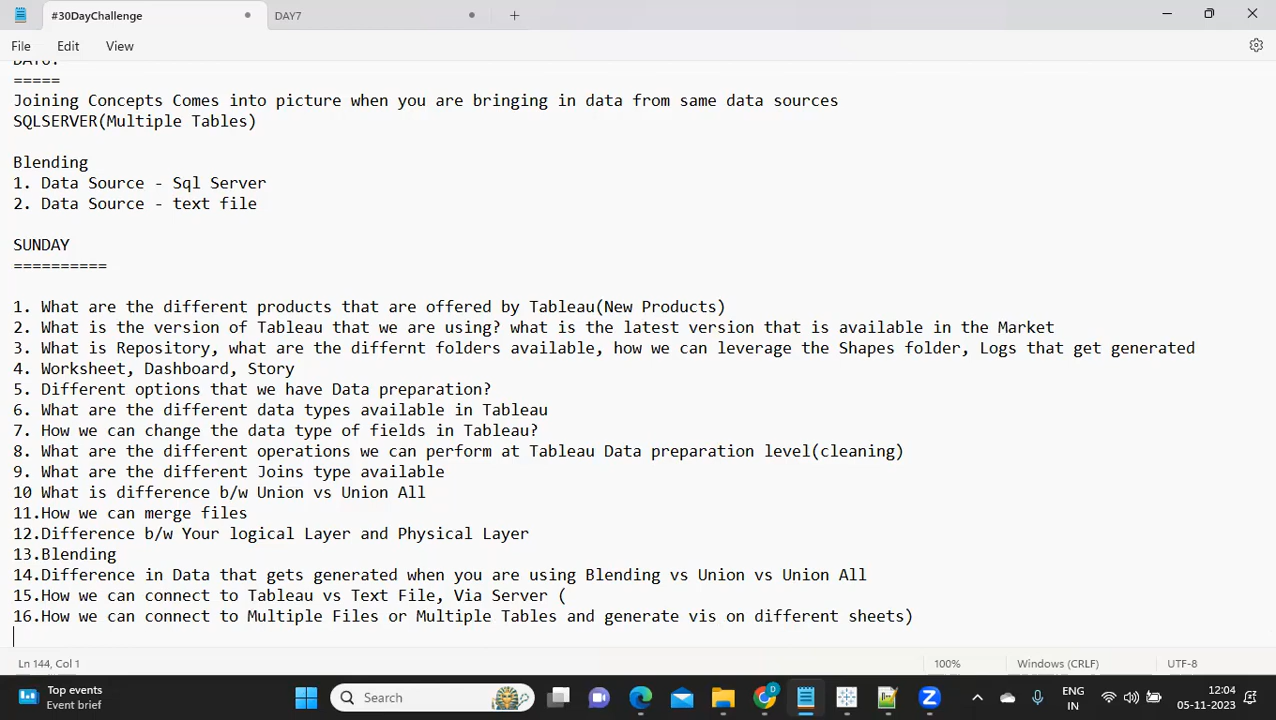 #30DayChallenge
DAY7
File Edit View
=====
Joining Concepts Comes into picture when you are bringing in data from same data sources
SQLSERVER(Multiple Tables)
Blending
1. Data Source - Sql Server
2. Data Source - text file
SUNDAY
==========
1. What are the different products that are offered by Tableau(New Products)
2. What is the version of Tableau that we are using? what is the latest version that is available in the Market
3. What is Repository, what are the differnt folders available, how we can leverage the Shapes folder, Logs that get generated
4. Worksheet, Dashboard, Story
5. Different options that we have Data preparation?
6. What are the different data types available in Tableau
7. How we can change the data type of fields in Tableau?
8. What are the different operations we can perform at Tableau Data preparation level(cleaning)
9. What are the different Joins type available
10 What is difference b/w Union vs Union All
11.How we can merge files
12.Difference b/w Your logical Layer and Physical Layer
13.Blending
14.Difference in Data that gets generated when you are using Blending vs Union vs Union All
15.How we can connect to Tableau vs Text File, Via Server (
16.How we can connect to Multiple Files or Multiple Tables and generate vis on different sheets)
Ln 144, Col 1
100%
Windows (CRLF)
UTF-8
Top events
Event brief
Search
ENG
IN
12:04
05-11-2023